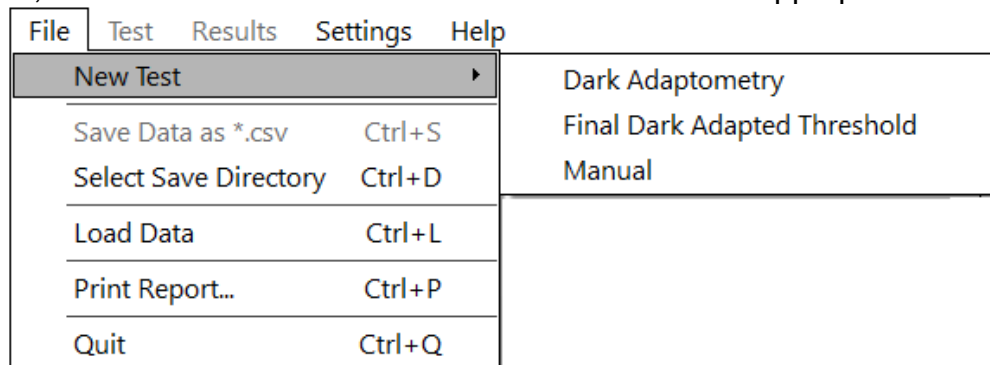 File Test Results Settings Help
New Test
Dark Adaptometry
Final Dark Adapted Threshold
Manual
Save Data as *.csv Ctrl+S
Select Save Directory Ctrl+D
Load Data Ctrl+L
Print Report... Ctrl+P
Quit Ctrl+Q